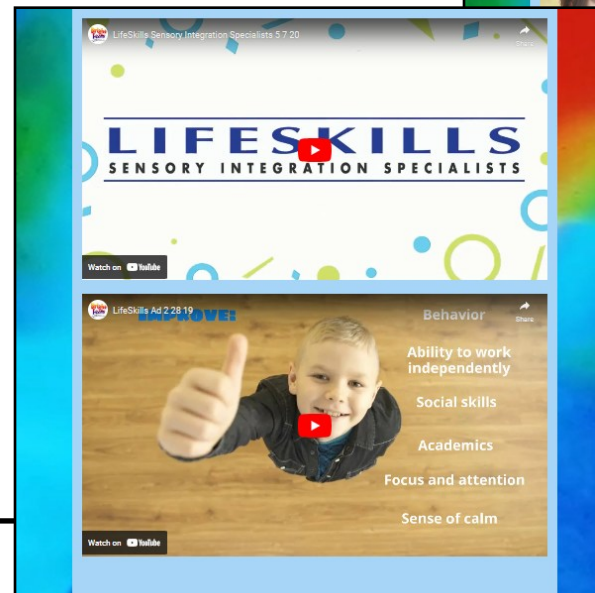 LifeSkills Sensory Integration Specialists 5 7 20
Share
LIFESKILLS
SENSORY INTEGRATION SPECIALISTS
Watch on YouTube
LifeSkills Ad 2 28 19
IMPROVE!
Share
Behavior
Ability to work
independently
Social skills
Academics
Focus and attention
Sense of calm
Watch on YouTube